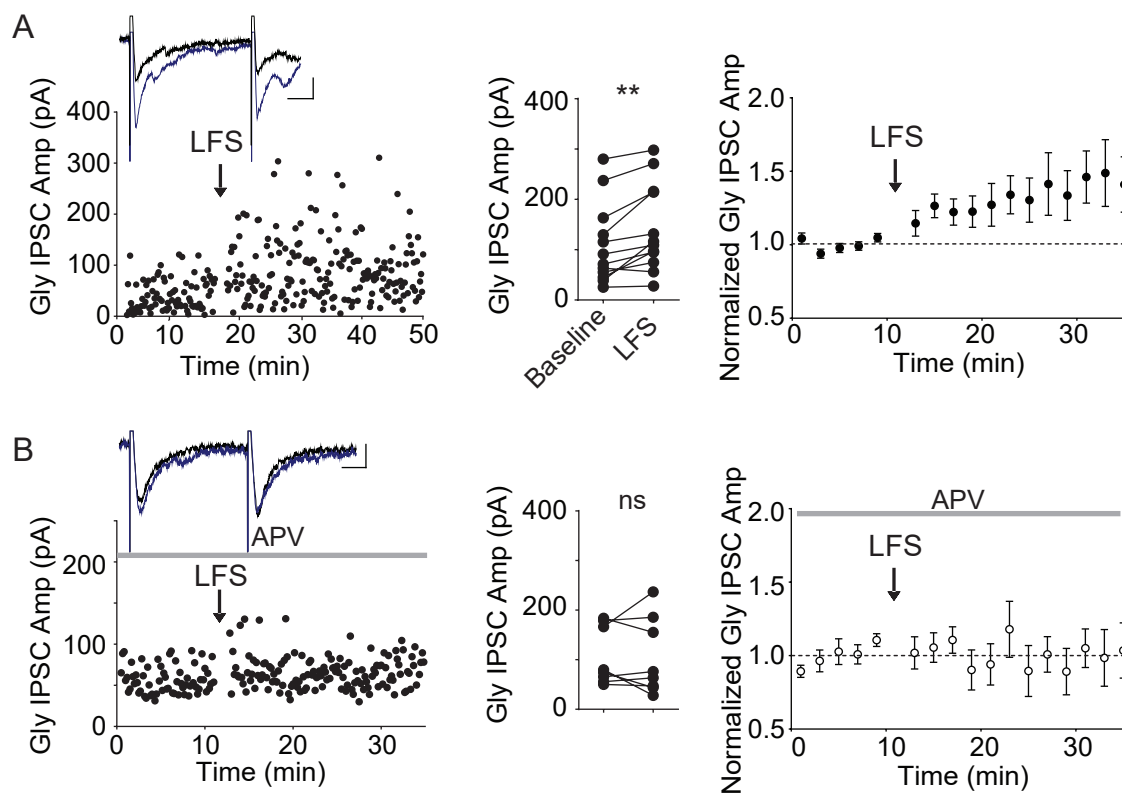 A
Gly IPSC Amp (pA)
400
300
200
100
0
LFS
0
10
20
30
40
50
Time (min)
Gly IPSC Amp (pA)
400
200
0
**
Baseline
LFS
Normalized Gly IPSC Amp
2.0
1.5
1.0
0.5
LFS
0
10
20
30
Time (min)
B
Gly IPSC Amp (pA)
200
100
50
0
APV
LFS
0
10
20
30
Time (min)
Gly IPSC Amp (pA)
400
200
0
ns
Normalized Gly IPSC Amp
2.0
1.5
1.0
0.5
APV
LFS
0
10
20
30
Time (min)